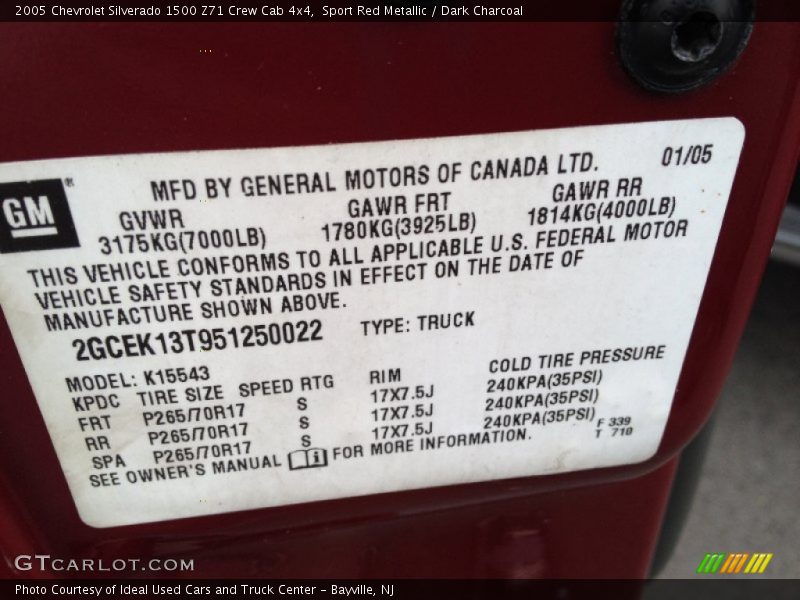 2005 Chevrolet Silverado 1500 Z71 Crew Cab 4x4, Sport Red Metallic / Dark Charcoal
GM®
MFD BY GENERAL MOTORS OF CANADA LTD. 01/05
GVWR GAWR FRT GAWR RR
3175KG(7000LB) 1780KG(3925LB) 1814KG(4000LB)
THIS VEHICLE CONFORMS TO ALL APPLICABLE U.S. FEDERAL MOTOR
VEHICLE SAFETY STANDARDS IN EFFECT ON THE DATE OF
MANUFACTURE SHOWN ABOVE.
2GCEK13T951250022 TYPE: TRUCK
MODEL: K15543
KPDC TIRE SIZE SPEED RTG RIM COLD TIRE PRESSURE
FRT P265/70R17 S 17X7.5J 240KPA(35PSI)
RR P265/70R17 S 17X7.5J 240KPA(35PSI)
SPA P265/70R17 S 17X7.5J 240KPA(35PSI)
SEE OWNER'S MANUAL i FOR MORE INFORMATION.
F 339
T 710
GTCARLOT.COM
Photo Courtesy of Ideal Used Cars and Truck Center - Bayville, NJ